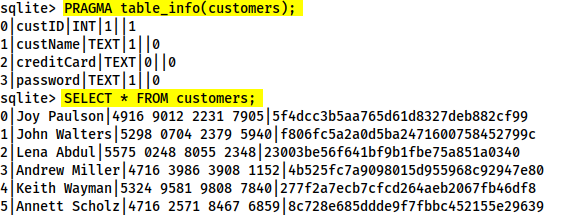 sqlite> PRAGMA table_info(customers);
0|custID|INT|1||1
1|custName|TEXT|1||0
2|creditCard|TEXT|0||0
3|password|TEXT|1||0
sqlite> SELECT * FROM customers;
0|Joy Paulson|4916 9012 2231 7905|5f4dcc3b5aa765d61d8327deb882cf99
1|John Walters|5298 0704 2379 5940|f806fc5a2a0d5ba2471600758452799c
2|Lena Abdul|5575 0248 8055 2348|23003be56f641bf9b1fbe75a851a0340
3|Andrew Miller|4716 3986 3908 1152|4b525fc7a9098015d955968c92947e80
4|Keith Wayman|5324 9581 9808 7840|277f2a7ecb7cfcd264aeb2067fb46df8
5|Annett Scholz|4716 2571 8467 6859|8c728e685ddde9f7fbbc452155e29639